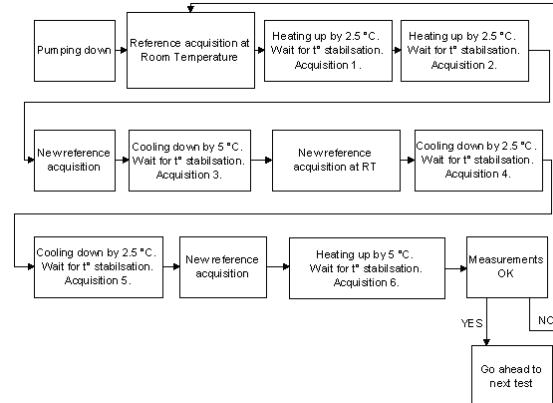 Pumping down
Reference acquisition at
Room Temperature
Heating up by 2.5 °C.
Wait for t° stabilsation.
Acquisition 1.
Heating up by 2.5 °C.
Wait for t° stabilsation.
Acquisition 2.
New reference
acquisition
Cooling down by 5 °C.
Wait for t° stabilsation.
Acquisition 3.
New reference
acquisition at RT
Cooling down by 2.5 °C.
Wait for t° stabilsation.
Acquisition 4.
Cooling down by 2.5 °C.
Wait for t° stabilsation.
Acquisition 5.
New reference
acquisition
Heating up by 5 °C.
Wait for t° stabilsation.
Acquisition 6.
Measurements
OK
YES
NO
Go ahead to
next test